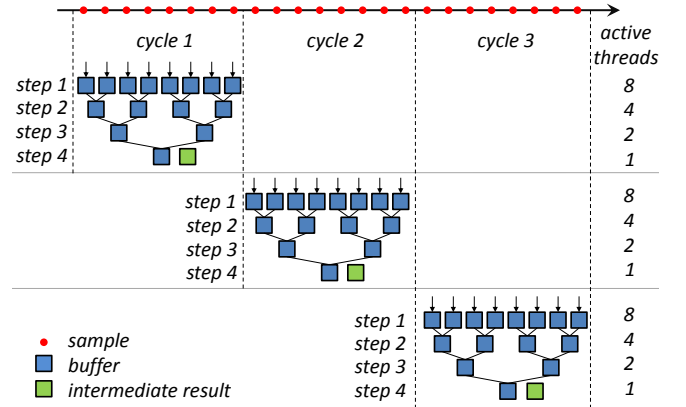 cycle 1 cycle 2 cycle 3 active threads
step 1 8
step 2 4
step 3 2
step 4 1
step 1 8
step 2 4
step 3 2
step 4 1
step 1 8
step 2 4
step 3 2
step 4 1
sample
buffer
intermediate result